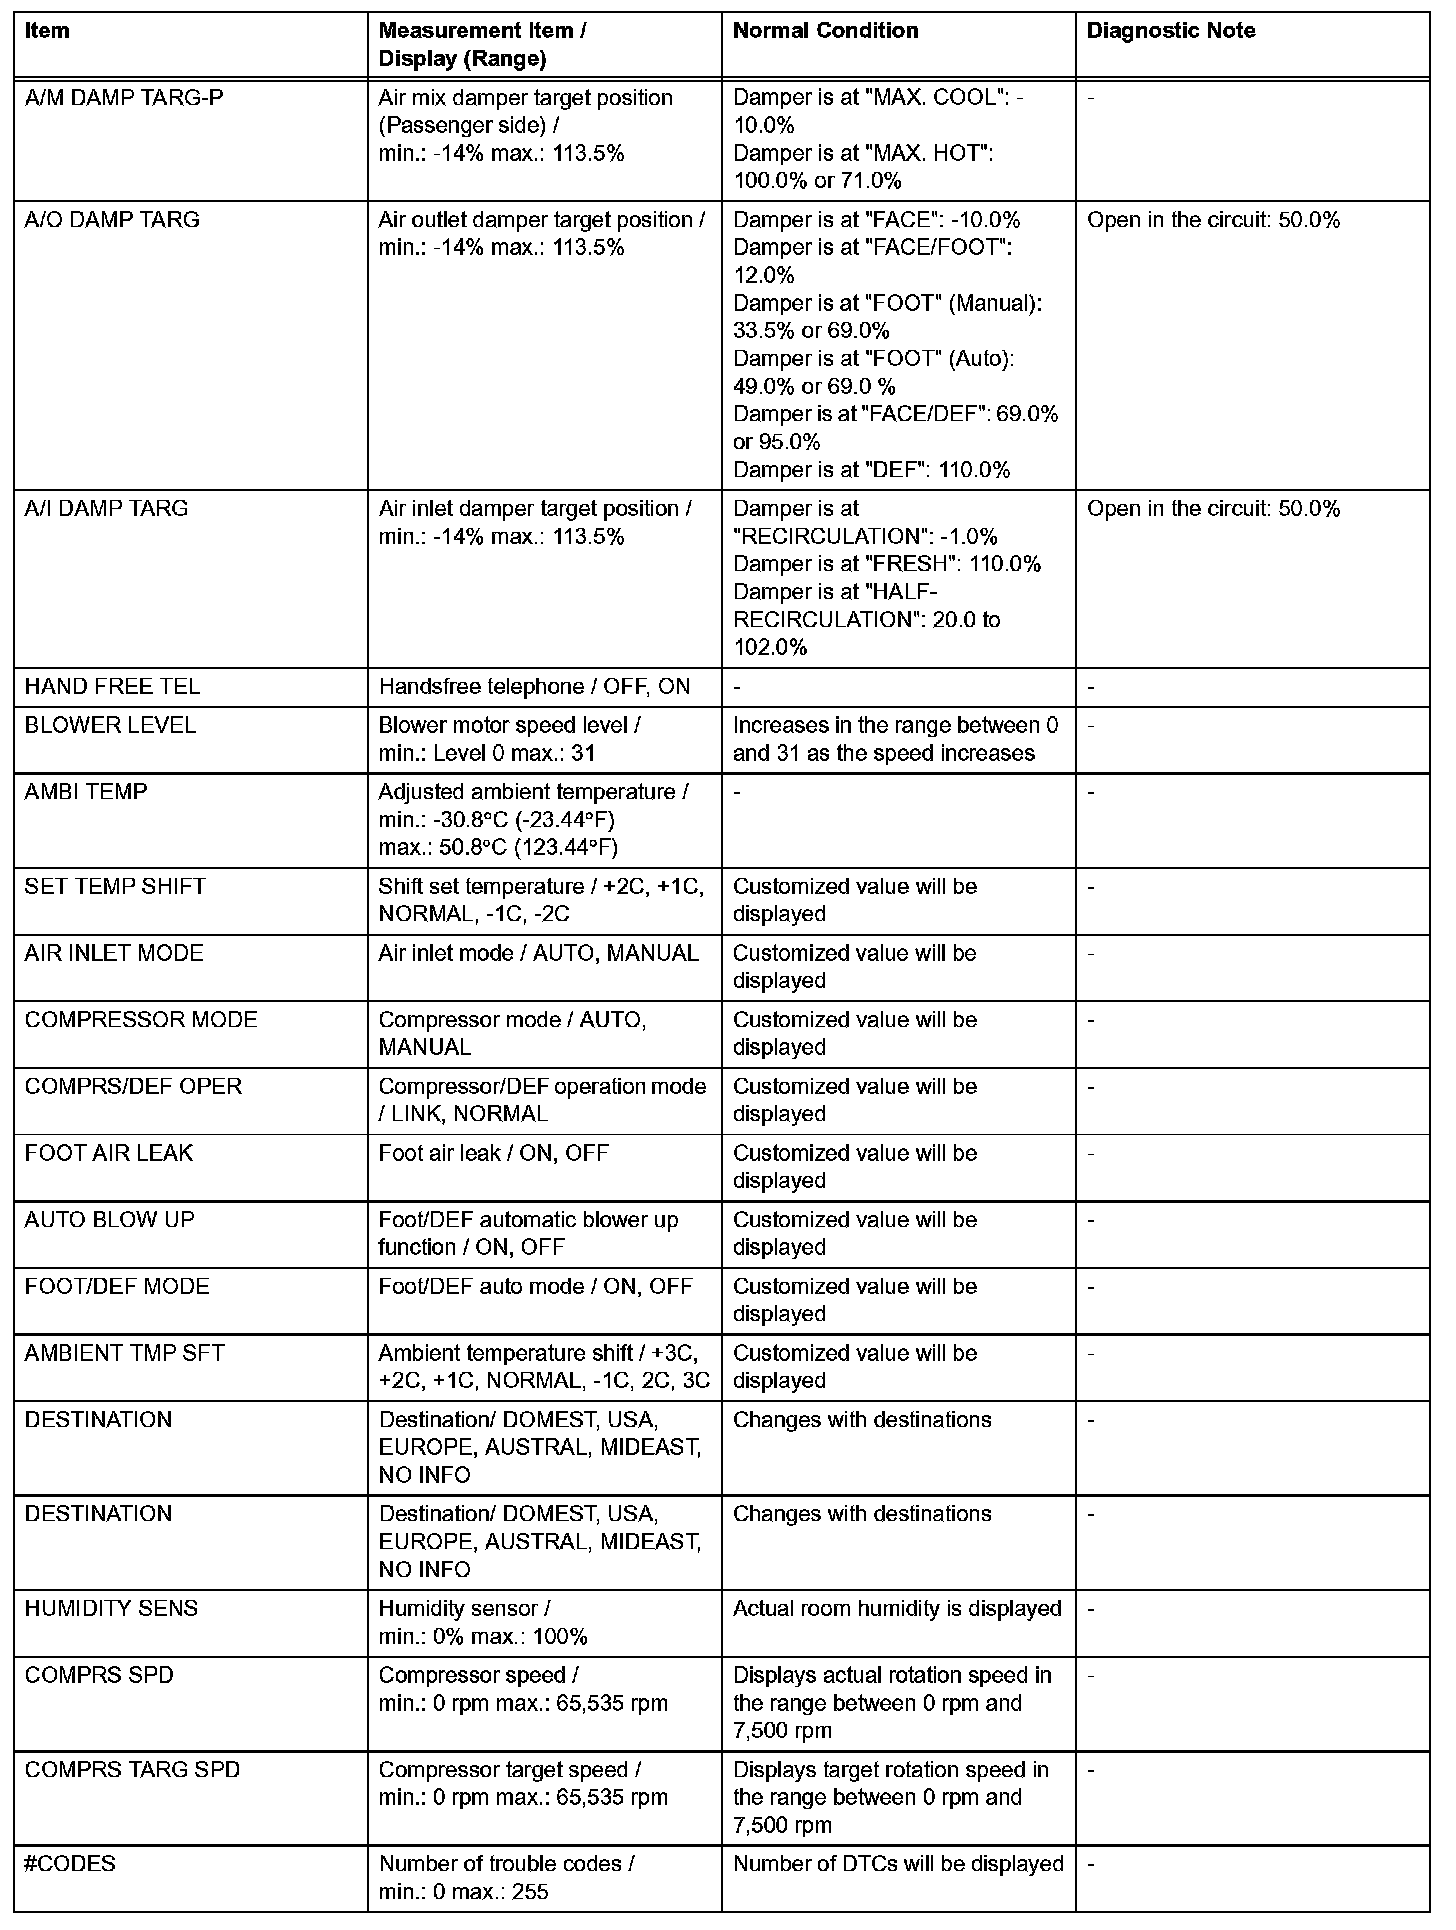 Item
Measurement Item /
Display (Range)
Normal Condition
Diagnostic Note
A/M DAMP TARG-P
Air mix damper target position
(Passenger side) /
min.: -14% max.: 113.5%
Damper is at "MAX. COOL": -
10.0%
Damper is at "MAX. HOT":
100.0% or 71.0%
-
A/O DAMP TARG
Air outlet damper target position /
min.: -14% max.: 113.5%
Damper is at "FACE": -10.0%
Damper is at "FACE/FOOT":
12.0%
Damper is at "FOOT" (Manual):
33.5% or 69.0%
Damper is at "FOOT" (Auto):
49.0% or 69.0 %
Damper is at "FACE/DEF": 69.0%
or 95.0%
Damper is at "DEF": 110.0%
Open in the circuit: 50.0%
A/I DAMP TARG
Air inlet damper target position /
min.: -14% max.: 113.5%
Damper is at
"RECIRCULATION": -1.0%
Damper is at "FRESH": 110.0%
Damper is at "HALF-
RECIRCULATION": 20.0 to
102.0%
Open in the circuit: 50.0%
HAND FREE TEL
Handsfree telephone / OFF, ON
-
-
BLOWER LEVEL
Blower motor speed level /
min.: Level 0 max.: 31
Increases in the range between 0
and 31 as the speed increases
-
AMBI TEMP
Adjusted ambient temperature /
min.: -30.8°C (-23.44°F)
max.: 50.8°C (123.44°F)
-
-
SET TEMP SHIFT
Shift set temperature / +2C, +1C,
NORMAL, -1C, -2C
Customized value will be
displayed
-
AIR INLET MODE
Air inlet mode / AUTO, MANUAL
Customized value will be
displayed
-
COMPRESSOR MODE
Compressor mode / AUTO,
MANUAL
Customized value will be
displayed
-
COMPRS/DEF OPER
Compressor/DEF operation mode
/ LINK, NORMAL
Customized value will be
displayed
-
FOOT AIR LEAK
Foot air leak / ON, OFF
Customized value will be
displayed
-
AUTO BLOW UP
Foot/DEF automatic blower up
function / ON, OFF
Customized value will be
displayed
-
FOOT/DEF MODE
Foot/DEF auto mode / ON, OFF
Customized value will be
displayed
-
AMBIENT TMP SFT
Ambient temperature shift / +3C,
+2C, +1C, NORMAL, -1C, 2C, 3C
Customized value will be
displayed
-
DESTINATION
Destination/ DOMEST, USA,
EUROPE, AUSTRAL, MIDEAST,
NO INFO
Changes with destinations
-
DESTINATION
Destination/ DOMEST, USA,
EUROPE, AUSTRAL, MIDEAST,
NO INFO
Changes with destinations
-
HUMIDITY SENS
Humidity sensor /
min.: 0% max.: 100%
Actual room humidity is displayed
-
COMPRS SPD
Compressor speed /
min.: 0 rpm max.: 65,535 rpm
Displays actual rotation speed in
the range between 0 rpm and
7,500 rpm
-
COMPRS TARG SPD
Compressor target speed /
min.: 0 rpm max.: 65,535 rpm
Displays target rotation speed in
the range between 0 rpm and
7,500 rpm
-
#CODES
Number of trouble codes /
min.: 0 max.: 255
Number of DTCs will be displayed
-